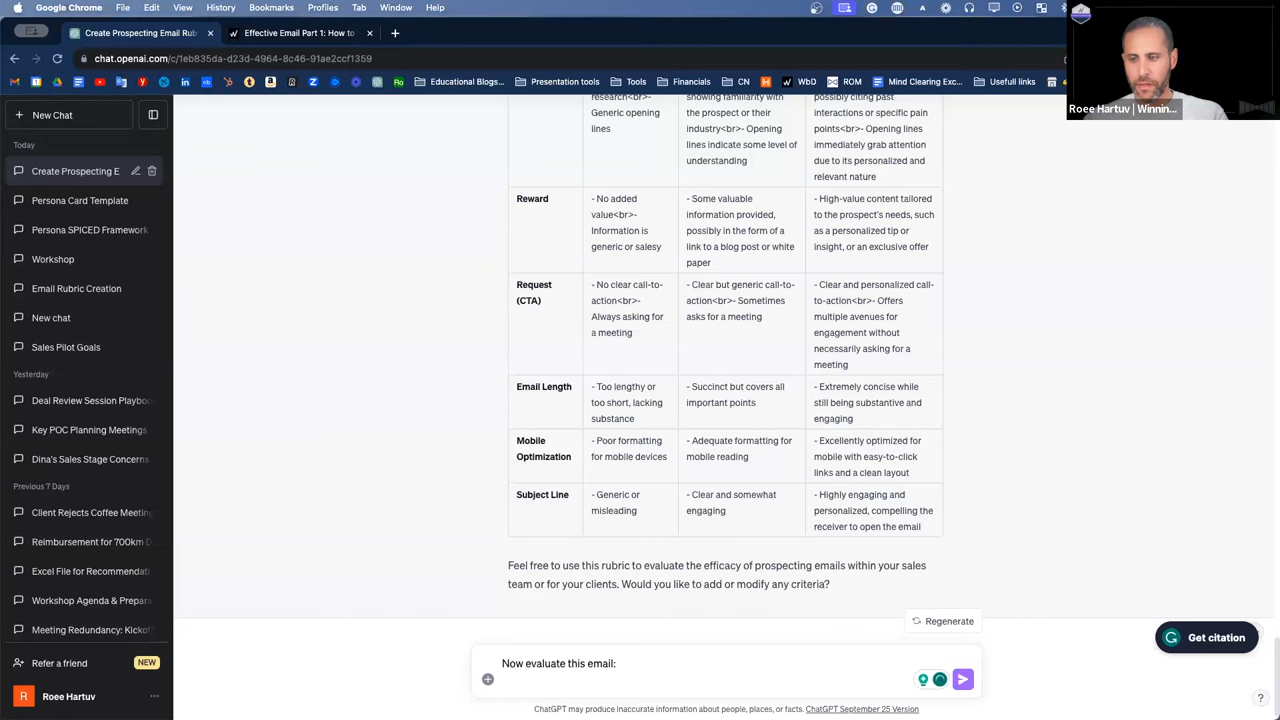 Google Chrome File Edit View History Bookmarks Profiles Tab Window Help
Create Prospecting Email Rub
Effective Email Part 1: How to
chat.openai.com/c/1eb835da-d23d-4964-8c46-91ae2ccf1359
Educational Blogs... Presentation tools Tools Financials CN WbD ROM Mind Clearing Exc... Usefull links
Roee Hartuv | Winnin...
New Chat
Today
Create Prospecting E
Persona Card Template
Persona SPICED Framework
Workshop
Email Rubric Creation
New chat
Sales Pilot Goals
Yesterday
Deal Review Session Playboo
Key POC Planning Meetings
Dina's Sales Stage Concerns
Previous 7 Days
Client Rejects Coffee Meeting
Reimbursement for 700km D
Excel File for Recommendati
Workshop Agenda & Prepara
Meeting Redundancy: Kickof
Refer a friend NEW
R Roee Hartuv ...
research<br>-
Generic opening
lines
showing familiarity with
the prospect or their
industry<br>- Opening
lines indicate some level of
understanding
possibly citing past
interactions or specific pain
points<br>- Opening lines
immediately grab attention
due to its personalized and
relevant nature
Reward
- No added
value<br>-
Information is
generic or salesy
- Some valuable
information provided,
possibly in the form of a
link to a blog post or white
paper
- High-value content tailored
to the prospect's needs, such
as a personalized tip or
insight, or an exclusive offer
Request
(CTA)
- No clear call-to-
action<br>-
Always asking for
a meeting
- Clear but generic call-to-
action<br>- Sometimes
asks for a meeting
- Clear and personalized call-
to-action<br>- Offers
multiple avenues for
engagement without
necessarily asking for a
meeting
Email Length
- Too lengthy or
too short, lacking
substance
- Succinct but covers all
important points
- Extremely concise while
still being substantive and
engaging
Mobile
Optimization
- Poor formatting
for mobile devices
- Adequate formatting for
mobile reading
- Excellently optimized for
mobile with easy-to-click
links and a clean layout
Subject Line
- Generic or
misleading
- Clear and somewhat
engaging
- Highly engaging and
personalized, compelling the
receiver to open the email
Feel free to use this rubric to evaluate the efficacy of prospecting emails within your sales
team or for your clients. Would you like to add or modify any criteria?
Regenerate
Get citation
Now evaluate this email:
ChatGPT may produce inaccurate information about people, places, or facts. ChatGPT September 25 Version
?